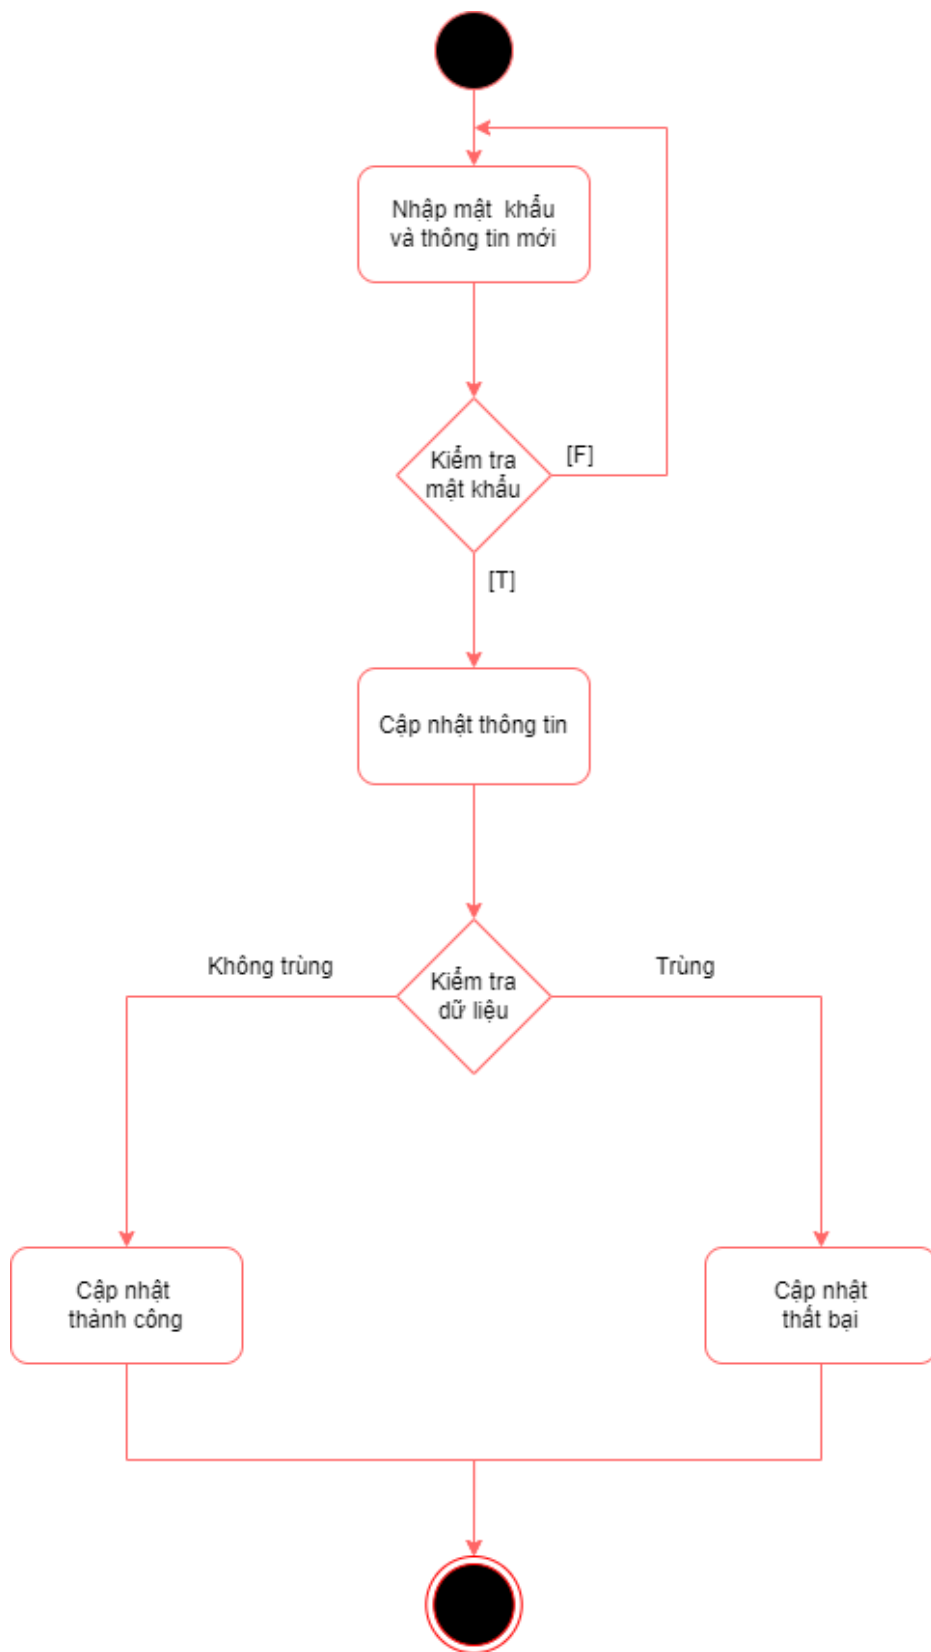 Nhập mật khẩu
và thông tin mới
Kiểm tra
mật khẩu
[F]
[T]
Cập nhật thông tin
Không trùng
Kiểm tra
dữ liệu
Trùng
Cập nhật
thành công
Cập nhật
thất bại